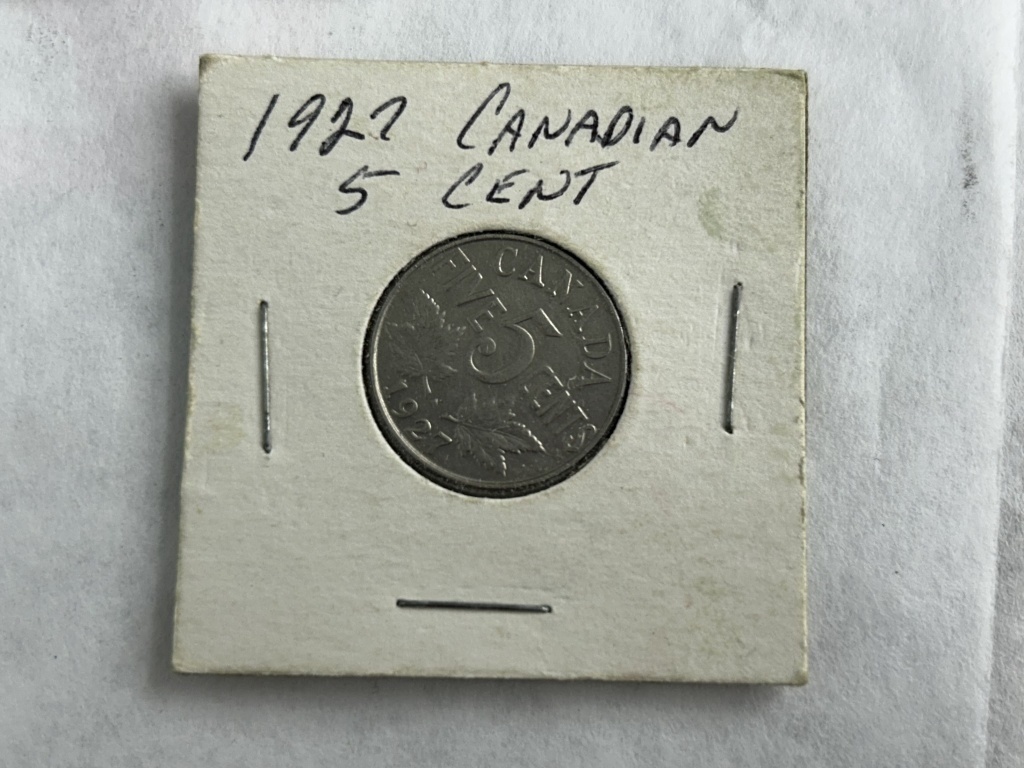 1927 CANADIAN
5 CENT
CANADA
FIVE 5 CENTS
1927